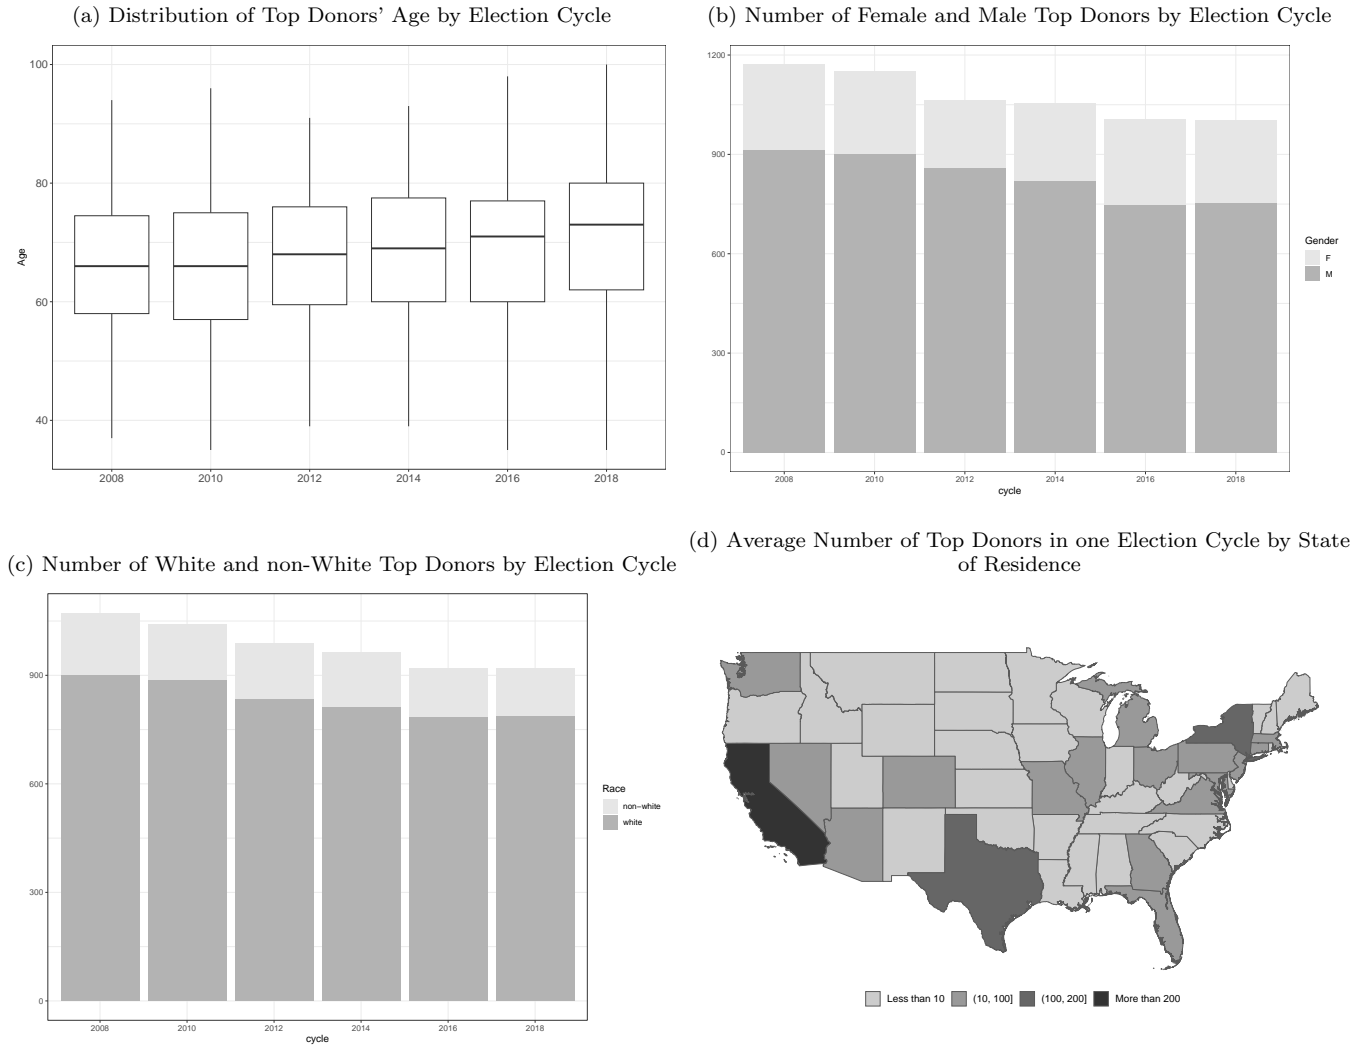 (a) Distribution of Top Donors' Age by Election Cycle
100
80
60
40
Age
2008 2010 2012 2014 2016 2018
(b) Number of Female and Male Top Donors by Election Cycle
1200
900
600
300
0
2008 2010 2012 2014 2016 2018
cycle
Gender
F
M
(c) Number of White and non-White Top Donors by Election Cycle
900
600
300
0
2008 2010 2012 2014 2016 2018
cycle
Race
non−white
white
(d) Average Number of Top Donors in one Election Cycle by State
of Residence
Less than 10 (10, 100] (100, 200] More than 200